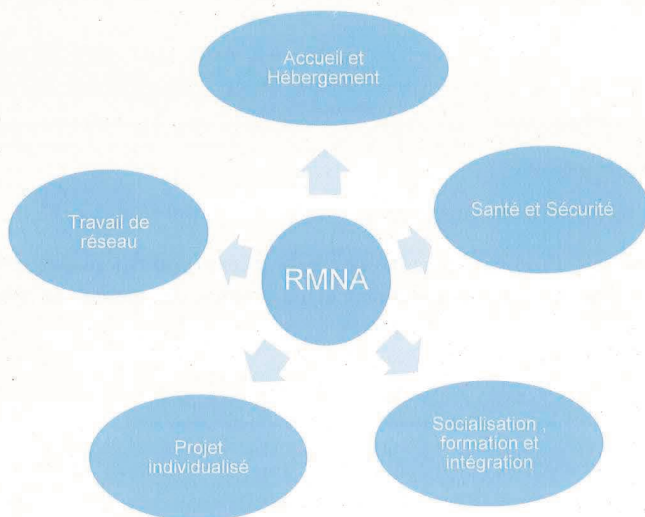 Accueil et
Hébergement
Santé et Sécurité
Travail de
réseau
RMNA
Socialisation ,
formation et
intégration
Projet
individualisé